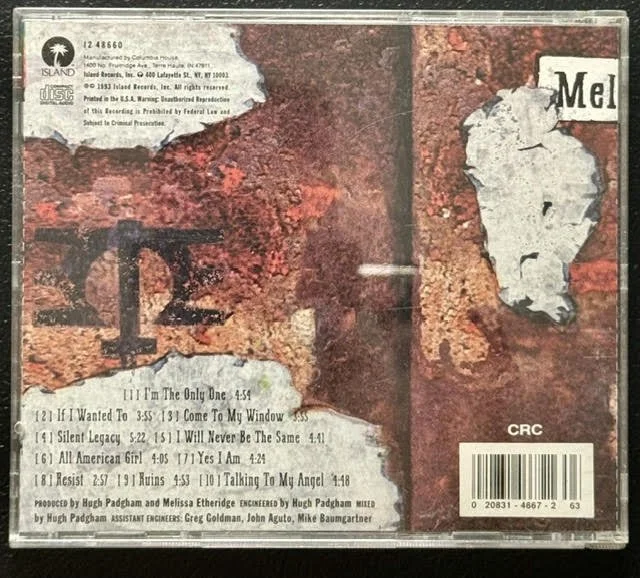 12 48660
Manufactured by Columbia House,
1400 No. Fruitridge Ave., Terre Haute, IN 47811.
ISLAND
Island Records, Inc. ℗ 400 Lafayette St., NY, NY 10003.
℗© 1993 Island Records, Inc. All rights reserved.
Printed in the U.S.A. Warning: Unauthorized Reproduction
of this Recording is Prohibited by Federal Law and
Subject to Criminal Prosecution.
COMPACT
disc
DIGITAL AUDIO
Mel
[1] I'm The Only One 4:54
[2] If I Wanted To 3:55 [3] Come To My Window 3:55
[4] Silent Legacy 5:22 [5] I Will Never Be The Same 4:41
[6] All American Girl 4:05 [7] Yes I Am 4:24
[8] Resist 2:57 [9] Ruins 4:53 [10] Talking To My Angel 4:48
PRODUCED by Hugh Padgham and Melissa Etheridge ENGINEERED by Hugh Padgham MIXED
by Hugh Padgham ASSISTANT ENGINEERS: Greg Goldman, John Aguto, Mike Baumgartner
CRC
0 20831-4667-2 63